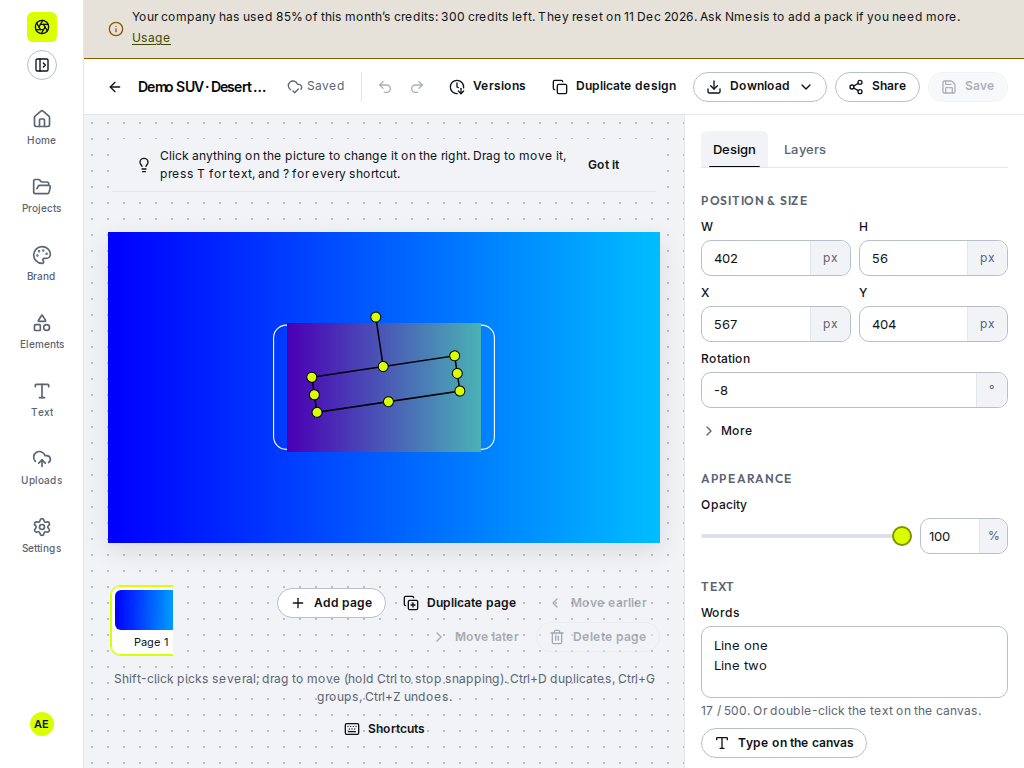 Your company has used 85% of this month's credits: 300 credits left. They reset on 11 Dec 2026. Ask Nmesis to add a pack if you need more.
Usage
Demo SUV · Desert ...
Saved
Versions
Duplicate design
Download
Share
Save
Home
Projects
Brand
Elements
Text
Uploads
Settings
AE
Click anything on the picture to change it on the right. Drag to move it,
press T for text, and ? for every shortcut.
Got it
Page 1
Add page
Duplicate page
Move earlier
Move later
Delete page
Shift-click picks several; drag to move (hold Ctrl to stop snapping). Ctrl+D duplicates, Ctrl+G
groups, Ctrl+Z undoes.
Shortcuts
Design
Layers
POSITION & SIZE
W
H
402 px
56 px
X
Y
567 px
404 px
Rotation
-8 °
More
APPEARANCE
Opacity
100 %
TEXT
Words
Line one
Line two
17 / 500. Or double-click the text on the canvas.
Type on the canvas